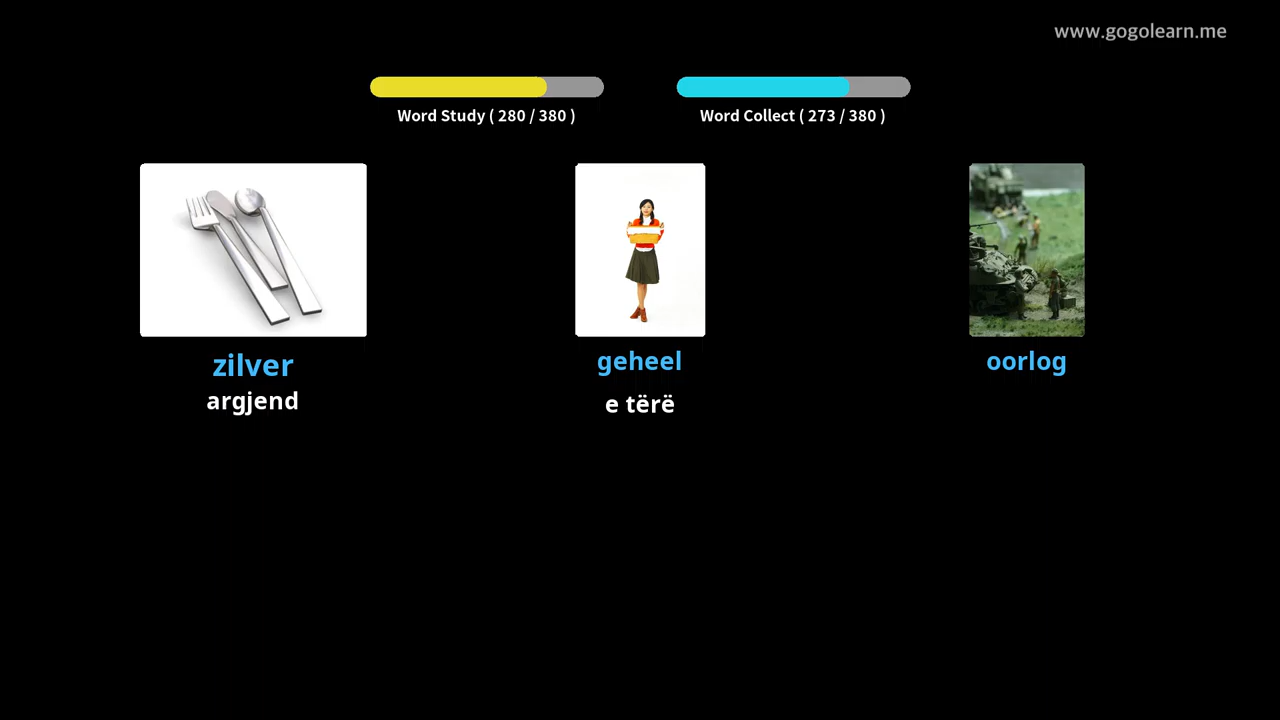 www.gogolearn.me
Word Study ( 280 / 380 )
Word Collect ( 273 / 380 )
zilver
argjend
geheel
e tërë
oorlog